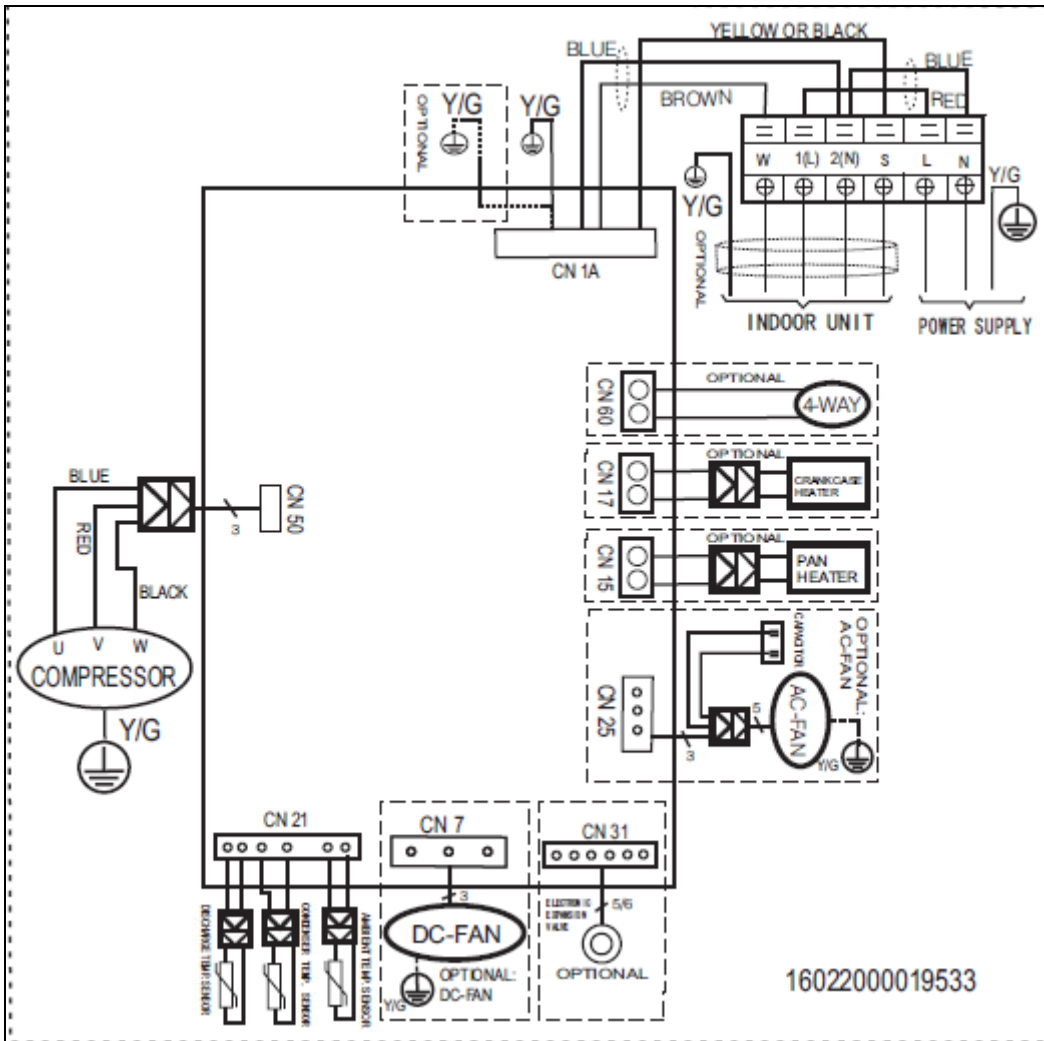 YELLOW OR BLACK
BLUE
BLUE
BROWN
RED
OPTIONAL
Y/G
Y/G
W 1(L) 2(N) S L N
Y/G
Y/G
OPTIONAL
CN 1A
INDOOR UNIT
POWER SUPPLY
CN 60
OPTIONAL
4-WAY
CN 17
OPTIONAL
CRANKCASE
HEATER
CN 15
OPTIONAL
PAN
HEATER
BLUE
RED
BLACK
3
CN 50
U V W
COMPRESSOR
Y/G
CN 25
3
CAPACITOR
5
AC-FAN
Y/G
OPTIONAL:
AC-FAN
CN 21
DISCHARGE TEMP. SENSOR
CONDENSER TEMP. SENSOR
AMBIENT TEMP. SENSOR
CN 7
3
DC-FAN
Y/G
OPTIONAL:
DC-FAN
CN 31
ELECTRONIC
EXPANSION
VALVE
5/6
OPTIONAL
16022000019533